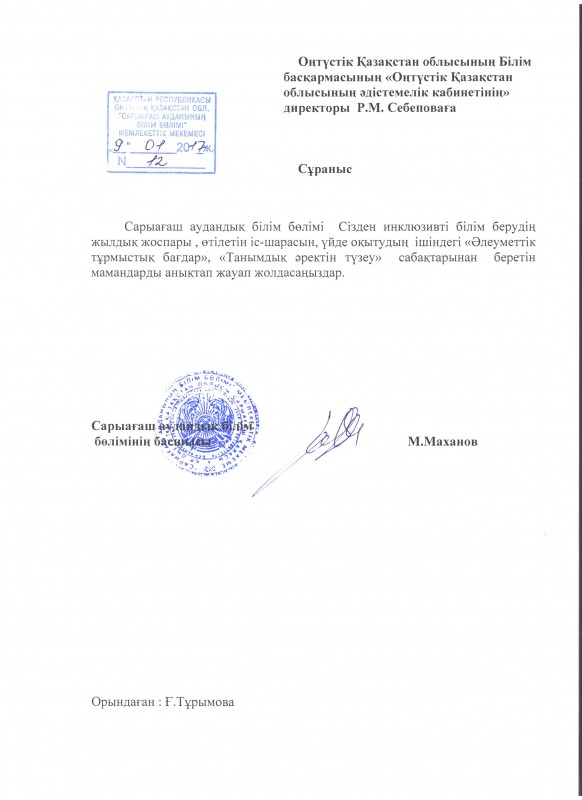 Оңтүстік Қазақстан облысының Білім
басқармасының «Оңтүстік Қазақстан
облысының әдістемелік кабинетінің»
директоры Р.М. Себеповаға
ҚАЗАҚСТАН РЕСПУБЛИКАСЫ
ОҢТҮСТІК ҚАЗАҚСТАН ОБЛ.
"САРЫАҒАШ АУДАНЫНЫҢ
БІЛІМ БӨЛІМІ"
МЕМЛЕКЕТТІК МЕКЕМЕСІ
"9" 01 2017ж.
N 12
Сұраныс
Сарыағаш аудандық білім бөлімі Сізден инклюзивті білім берудің
жылдық жоспары , өтілетін іс-шарасын, үйде оқытудың ішіндегі «Әлеуметтік
тұрмыстық бағдар», «Танымдық әректін түзеу» сабақтарынан беретін
мамандарды анықтап жауап жолдасаңыздар.
Сарыағаш аудандық білім
бөлімінің басшысы
М.Маханов
Орындаған : Ғ.Тұрымова